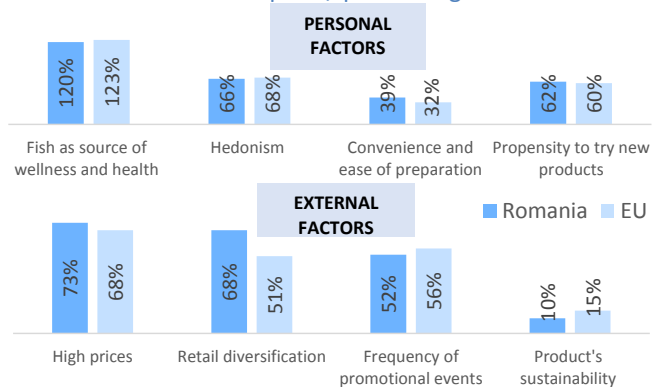 PERSONAL
FACTORS
120%
123%
66%
68%
39%
32%
62%
60%
Fish as source of
wellness and health
Hedonism
Convenience and
ease of preparation
Propensity to try new
products
EXTERNAL
FACTORS
Romania
EU
73%
68%
68%
51%
52%
56%
10%
15%
High prices
Retail diversification
Frequency of
promotional events
Product's
sustainability